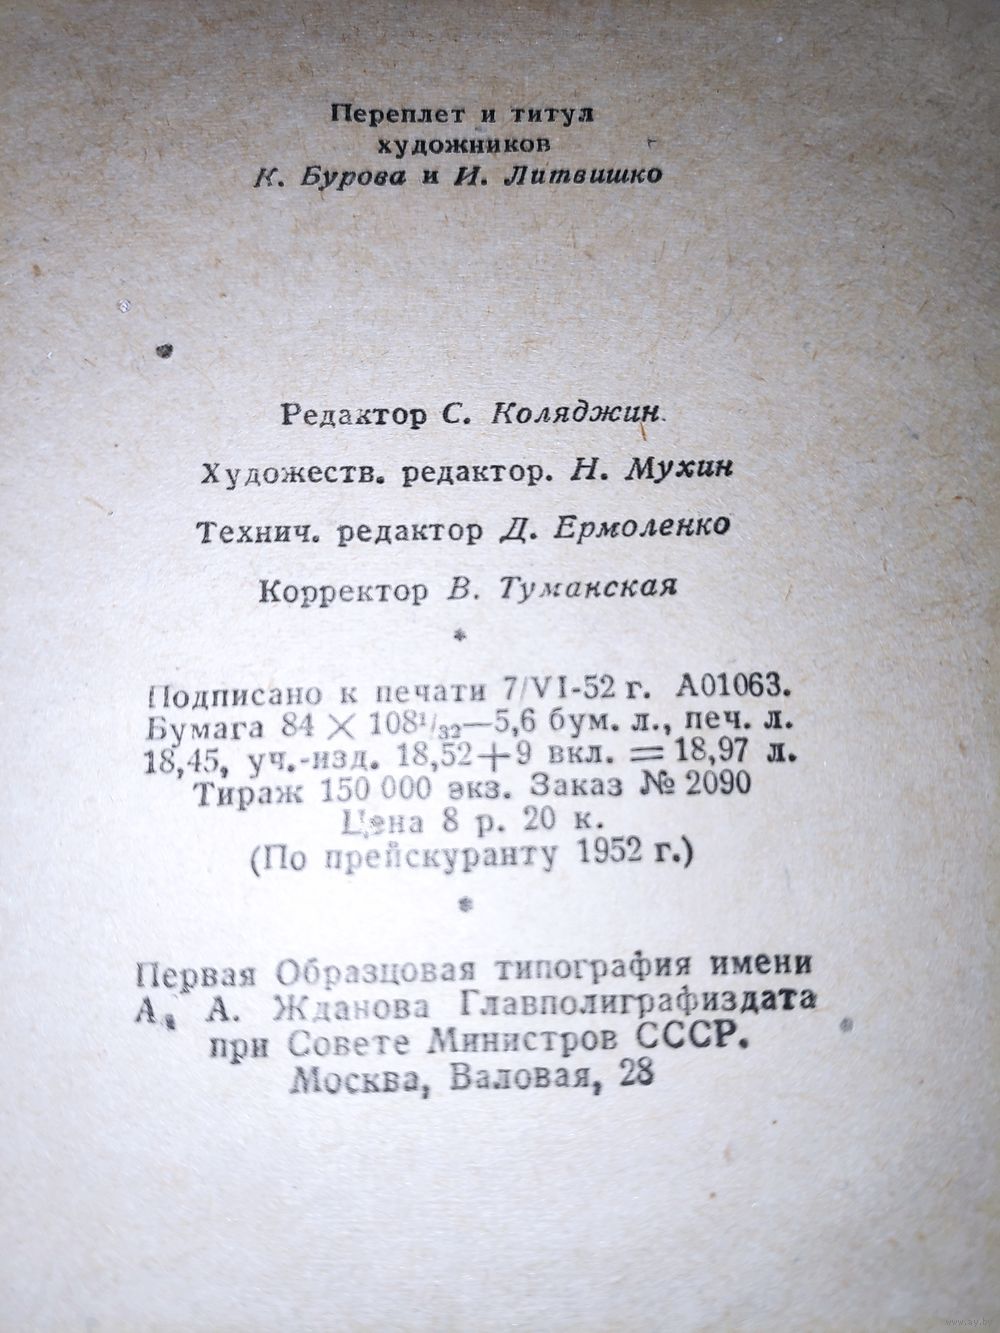 Переплет и титул
художников
К. Бурова и И. Литвишко
Редактор С. Коляджин.
Художеств. редактор. Н. Мухин
Технич. редактор Д. Ермоленко
Корректор В. Туманская
*
Подписано к печати 7/VI-52 г. А01063.
Бумага 84 × 108¹/₃₂—5,6 бум. л., печ. л.
18,45, уч.-изд. 18,52+9 вкл. = 18,97 л.
Тираж 150 000 экз. Заказ № 2090
Цена 8 р. 20 к.
(По прейскуранту 1952 г.)
*
Первая Образцовая типография имени
А. А. Жданова Главполиграфиздата
при Совете Министров СССР.
Москва, Валовая, 28
www.ay.by